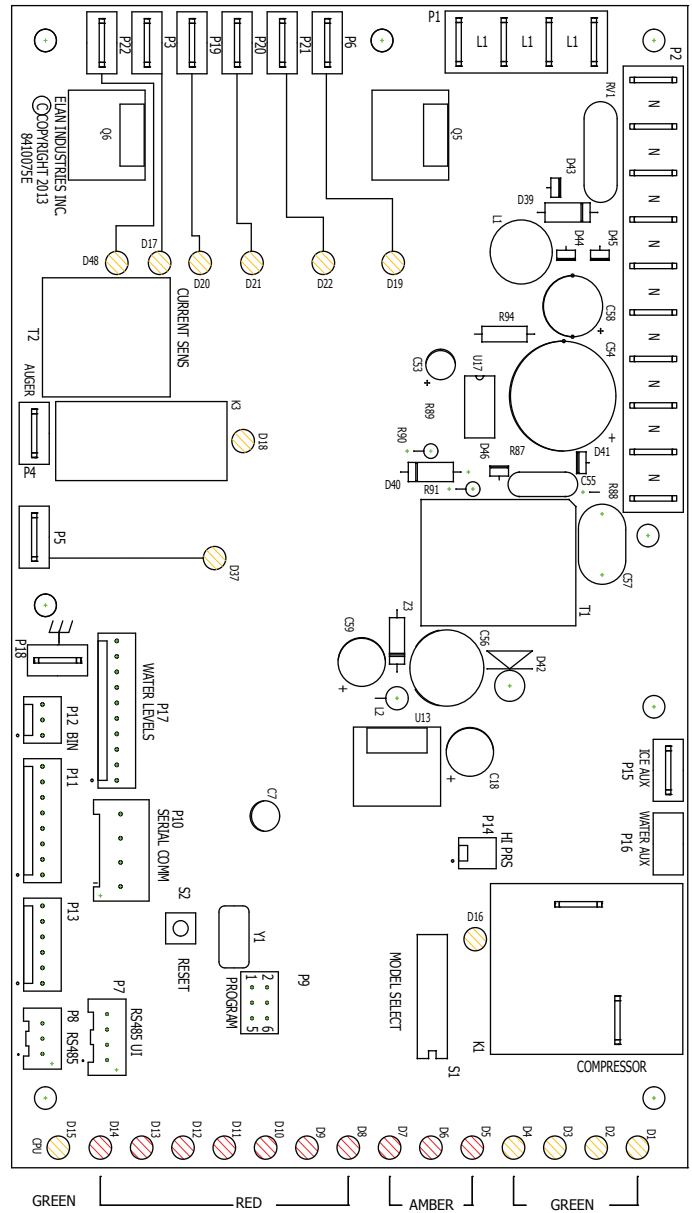 P22
P3
P19
P20
P21
P6
P1
L1
L1
L1
P2
N
N
N
N
N
N
N
N
N
N
ELAN INDUSTRIES INC
© COPYRIGHT 2013
8410075E
Q6
Q5
RV1
D43
D39
L1
D44
D45
D48
D17
D20
D21
D22
D19
T2
CURRENT SENS
C58
R94
C54
C53
U17
AUGER
P4
K3
D18
R89
R90
D46
R87
D41
D40
R91
C55
R88
P5
D37
C57
T1
P18
C59
Z3
C56
D42
L2
P12 BIN
P17
WATER LEVELS
U13
C18
P11
P10
SERIAL COMM
C7
P15
ICE AUX
P14
HI PRS
P16
WATER AUX
S2
RESET
P13
Y1
P9
2
1
6
5
PROGRAM
D16
MODEL SELECT
S1
K1
COMPRESSOR
P8 RS485
P7
RS485 UI
CPU
D15
D14
D13
D12
D11
D10
D9
D8
D7
D6
D5
D4
D3
D2
D1
GREEN
RED
AMBER
GREEN